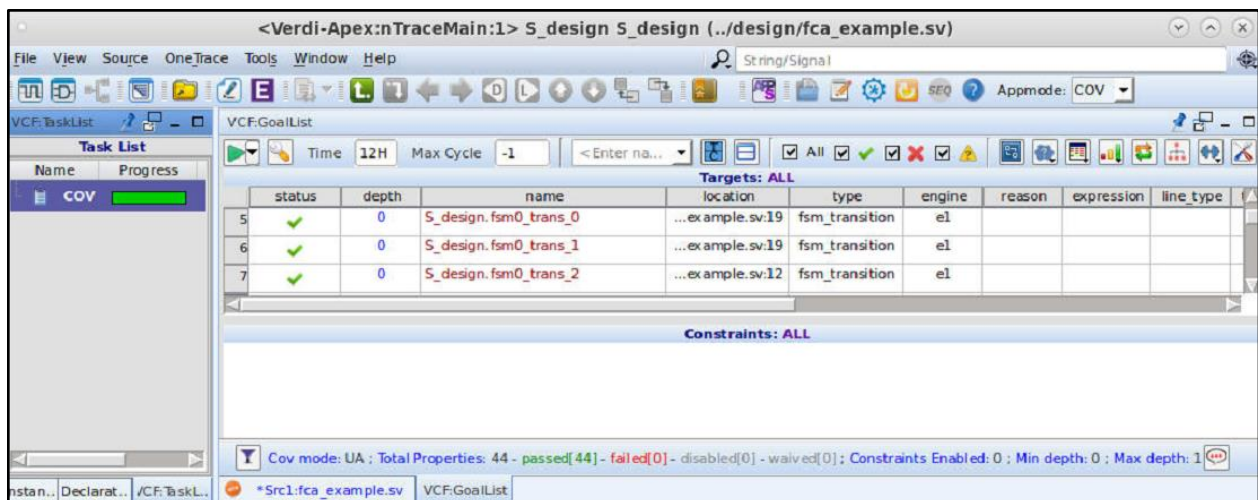 <Verdi-Apex:nTraceMain:1> S_design S_design (../design/fca_example.sv)
File View Source OneTrace Tools Window Help String/Signal
E D L APPS SEQ ? Appmode: COV
VCF:TaskList VCF:GoalList
Task List Time 12H Max Cycle -1 <Enter na... All
Name Progress Targets: ALL
COV status depth name location type engine reason expression line_type
5 0 S_design.fsm0_trans_0 ...example.sv:19 fsm_transition e1
6 0 S_design.fsm0_trans_1 ...example.sv:19 fsm_transition e1
7 0 S_design.fsm0_trans_2 ...example.sv:12 fsm_transition e1
Constraints: ALL
Cov mode: UA ; Total Properties: 44 - passed[44] - failed[0] - disabled[0] - waived[0] ; Constraints Enabled: 0 ; Min depth: 0 ; Max depth: 1
nstan.. Declarat.. /CF:TaskL.. *Src1:fca_example.sv VCF:GoalList